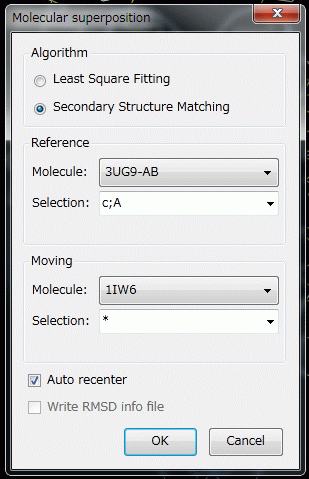 Molecular superposition
Algorithm
Least Square Fitting
Secondary Structure Matching
Reference
Molecule: 3UG9-AB
Selection: c;A
Moving
Molecule: 1IW6
Selection: *
Auto recenter
Write RMSD info file
OK Cancel